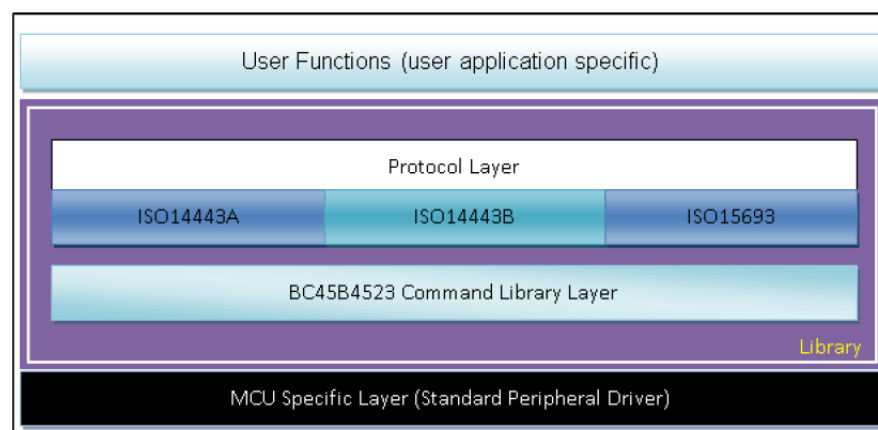 User Functions (user application specific)
Protocol Layer
ISO14443A ISO14443B ISO15693
BC45B4523 Command Library Layer
Library
MCU Specific Layer (Standard Peripheral Driver)